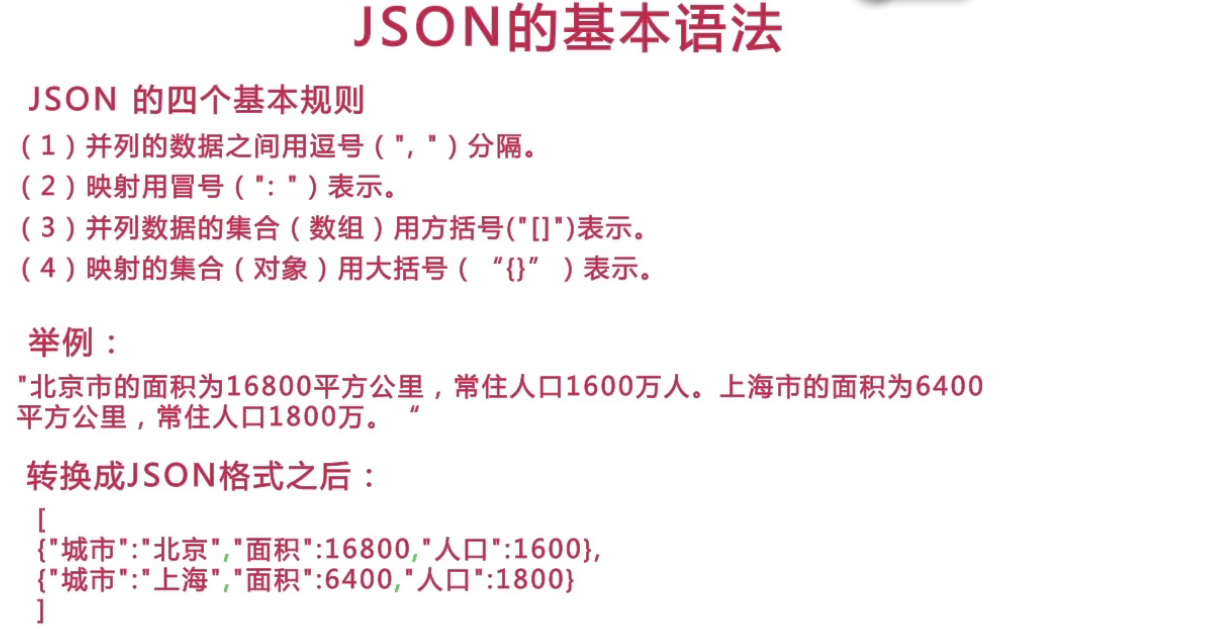 JSON的基本语法
JSON 的四个基本规则
（1）并列的数据之间用逗号（", "）分隔。
（2）映射用冒号（": "）表示。
（3）并列数据的集合（数组）用方括号("[]")表示。
（4）映射的集合（对象）用大括号（ “{}” ）表示。
举例：
"北京市的面积为16800平方公里，常住人口1600万人。上海市的面积为6400
平方公里，常住人口1800万。 “
转换成JSON格式之后：
[
{"城市":"北京","面积":16800,"人口":1600},
{"城市":"上海","面积":6400,"人口":1800}
]